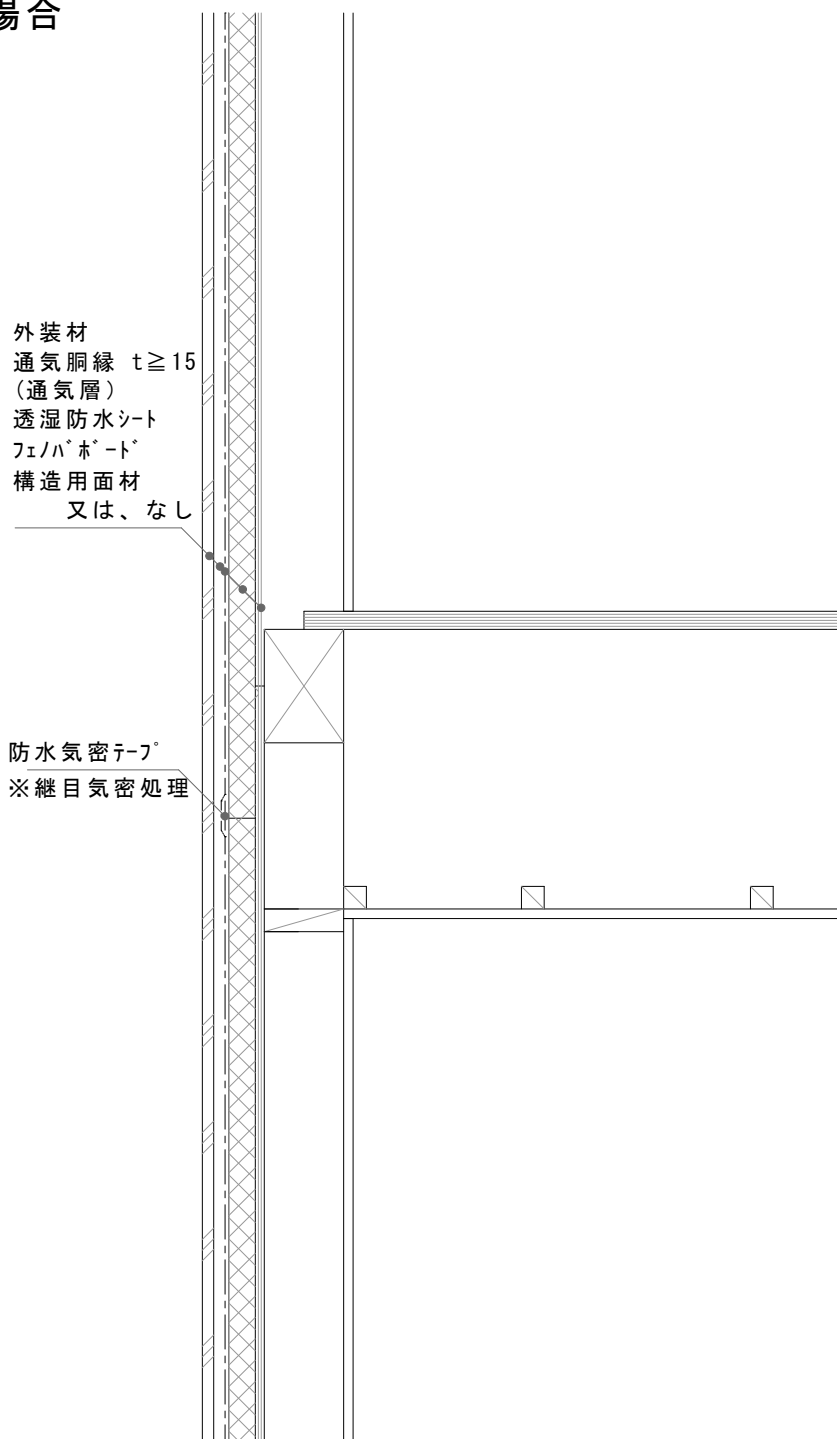 場合
外装材
通気胴縁 t≧15
(通気層)
透湿防水ｼｰﾄ
ﾌｪﾉﾊﾞﾎﾞｰﾄﾞ
構造用面材
又は、なし
防水気密ﾃｰﾌﾟ
※継目気密処理